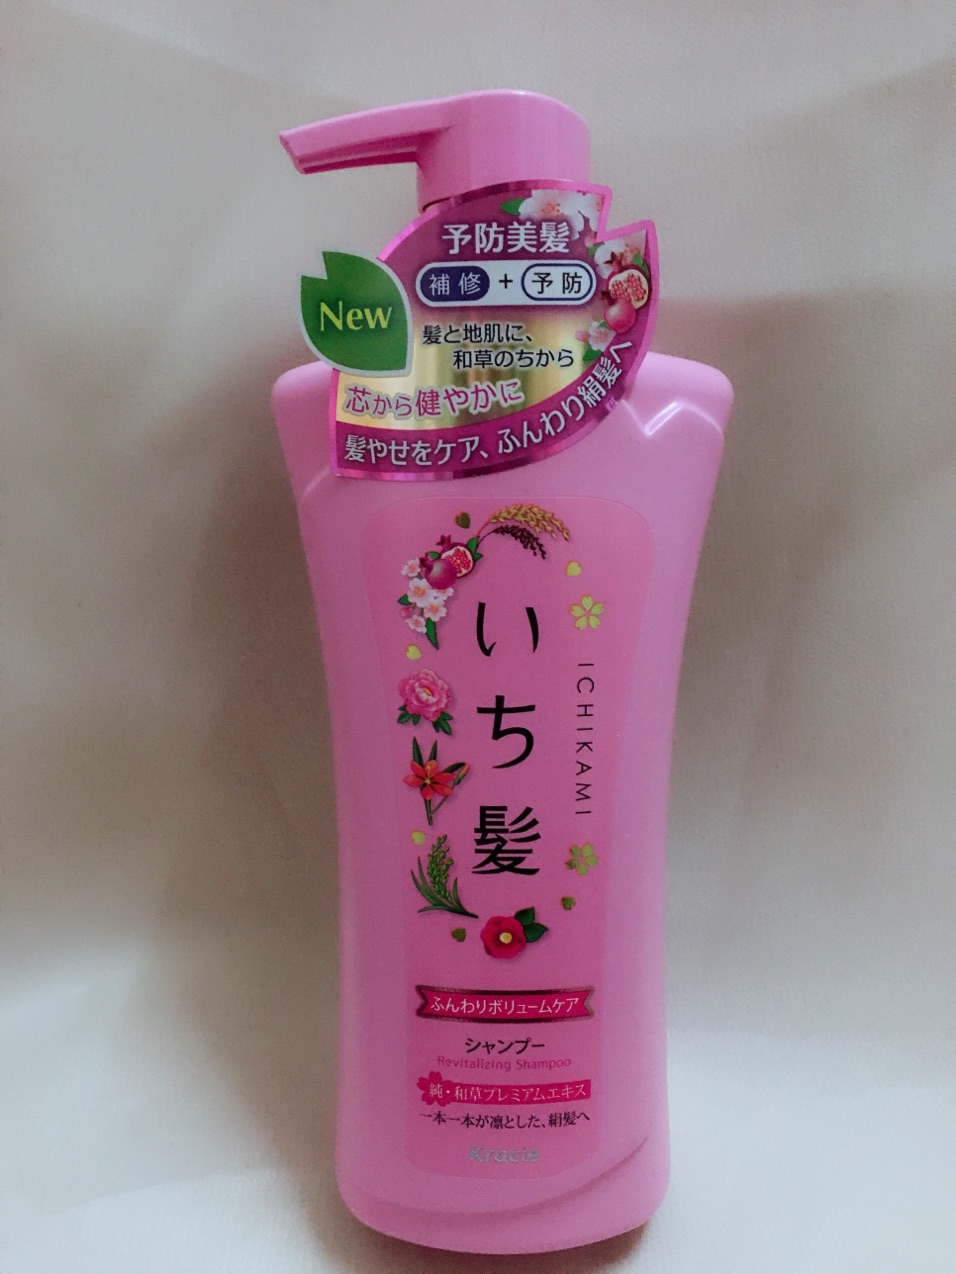 予防美髪
補修 + 予防
New
髪と地肌に、
和草のちから
芯から健やかに
髪やせをケア、ふんわり絹髪へ
いち髪
ICHIKAMI
ふんわりボリュームケア
シャンプー
Revitalizing Shampoo
純・和草プレミアムエキス
一本一本が凛とした、絹髪へ
Kracie